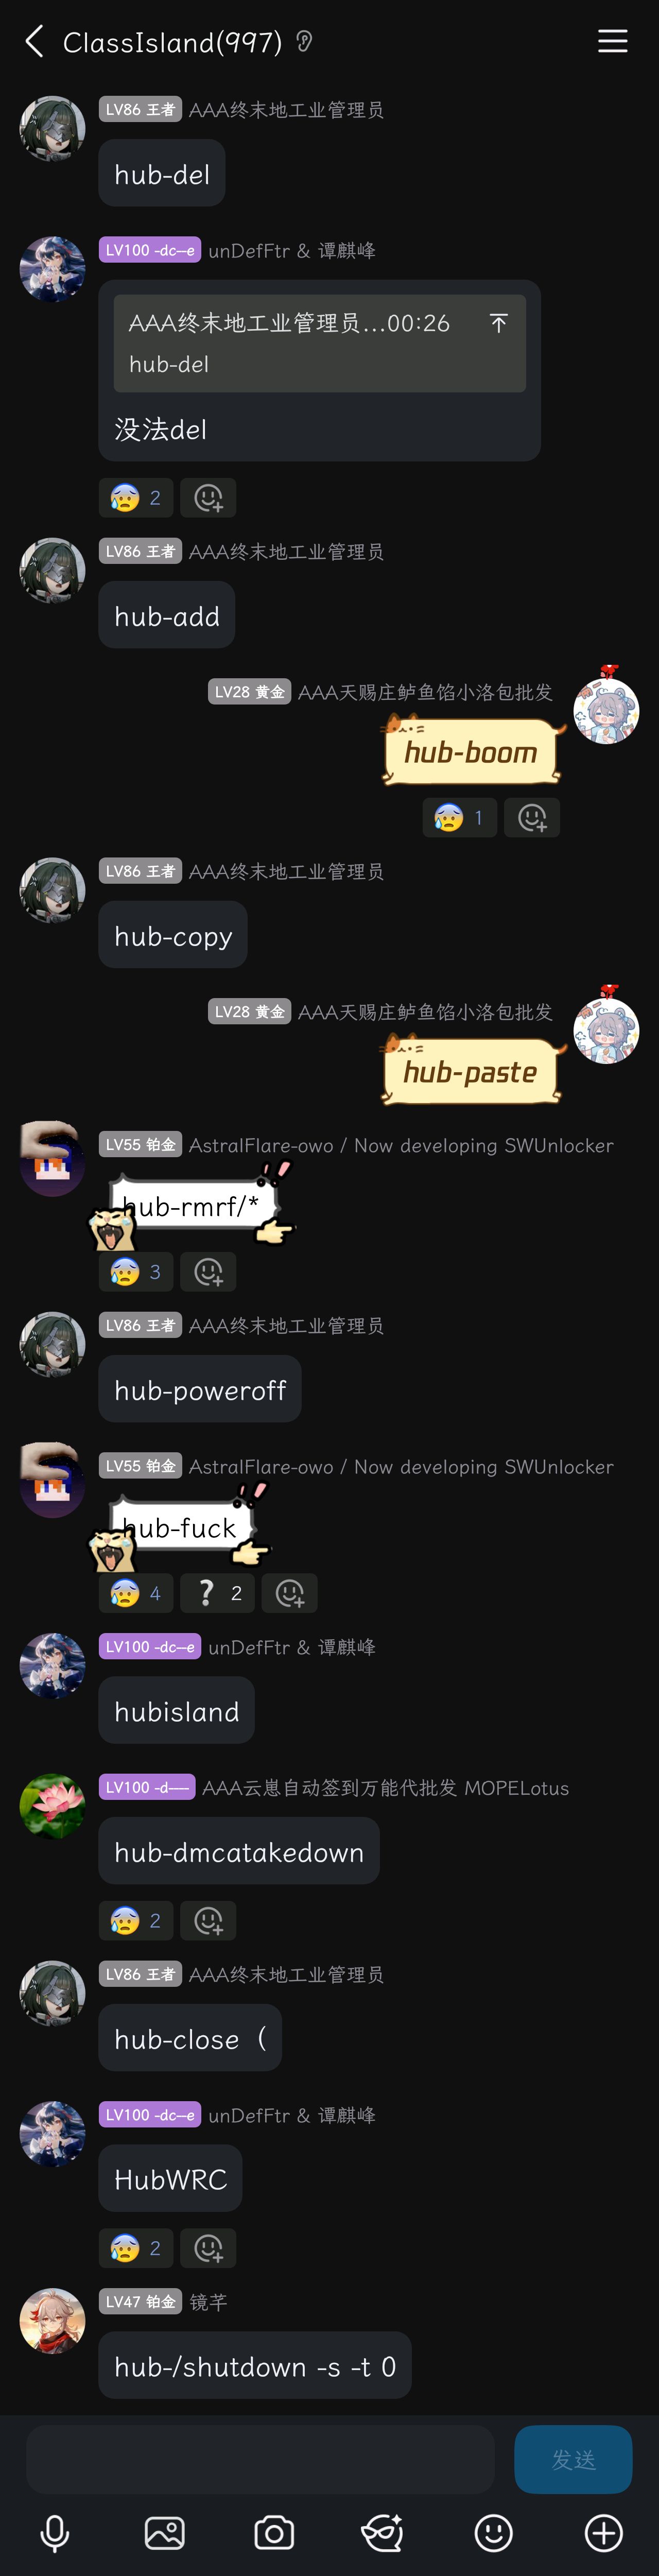 ClassIsland(997)
LV86 王者 AAA终末地工业管理员
hub-del
LV100 -dc--e unDefFtr & 谭麒峰
AAA终末地工业管理员...00:26
hub-del
没法del
2
LV86 王者 AAA终末地工业管理员
hub-add
LV28 黄金 AAA天赐庄鲈鱼馅小洛包批发
hub-boom
1
LV86 王者 AAA终末地工业管理员
hub-copy
LV28 黄金 AAA天赐庄鲈鱼馅小洛包批发
hub-paste
LV55 铂金 AstralFlare-owo / Now developing SWUnlocker
hub-rmrf/*
3
LV86 王者 AAA终末地工业管理员
hub-poweroff
LV55 铂金 AstralFlare-owo / Now developing SWUnlocker
hub-fuck
4 ? 2
LV100 -dc--e unDefFtr & 谭麒峰
hubisland
LV100 -d---- AAA云崽自动签到万能代批发 MOPELotus
hub-dmcatakedown
2
LV86 王者 AAA终末地工业管理员
hub-close（
LV100 -dc--e unDefFtr & 谭麒峰
HubWRC
2
LV47 铂金 镜芊
hub-/shutdown -s -t 0
发送